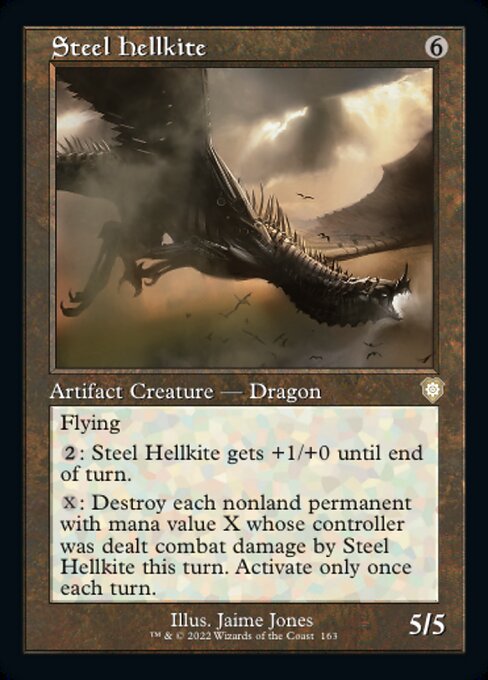 Steel Hellkite 6
Artifact Creature — Dragon
Flying
2: Steel Hellkite gets +1/+0 until end
of turn.
X: Destroy each nonland permanent
with mana value X whose controller
was dealt combat damage by Steel
Hellkite this turn. Activate only once
each turn.
Illus. Jaime Jones
™ & © 2022 Wizards of the Coast 163
5/5